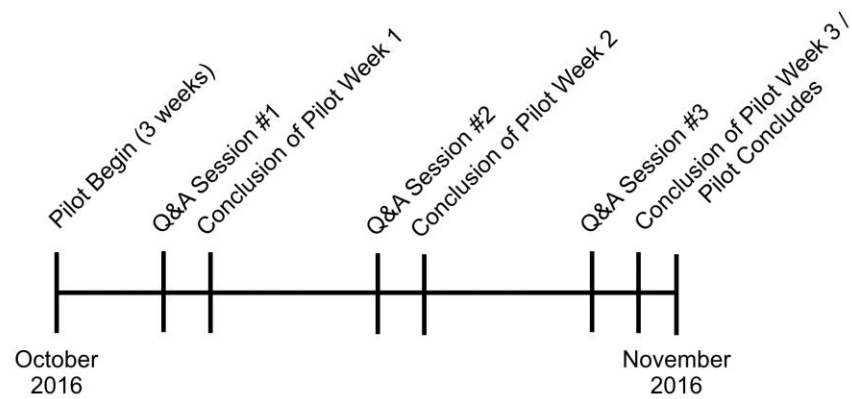 Pilot Begin (3 weeks)
Q&A Session #1
Conclusion of Pilot Week 1
Q&A Session #2
Conclusion of Pilot Week 2
Q&A Session #3
Conclusion of Pilot Week 3 /
Pilot Concludes
October
2016
November
2016